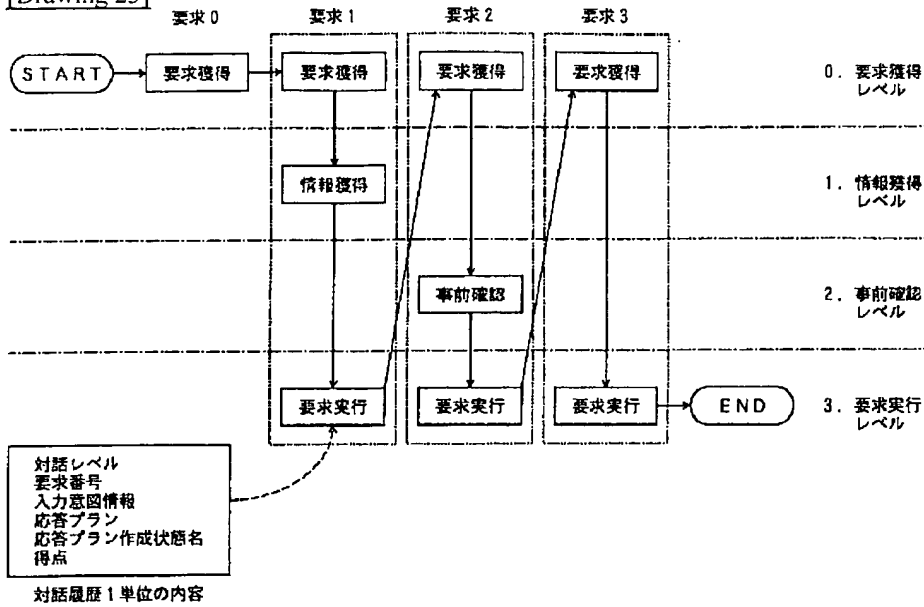 [Drawing 25]
要求0
要求1
要求2
要求3
START
要求獲得
要求獲得
要求獲得
要求獲得
0. 要求獲得
レベル
情報獲得
1. 情報獲得
レベル
事前確認
2. 事前確認
レベル
要求実行
要求実行
要求実行
END
3. 要求実行
レベル
対話レベル
要求番号
入力意図情報
応答プラン
応答プラン作成状態名
得点
対話履歴1単位の内容